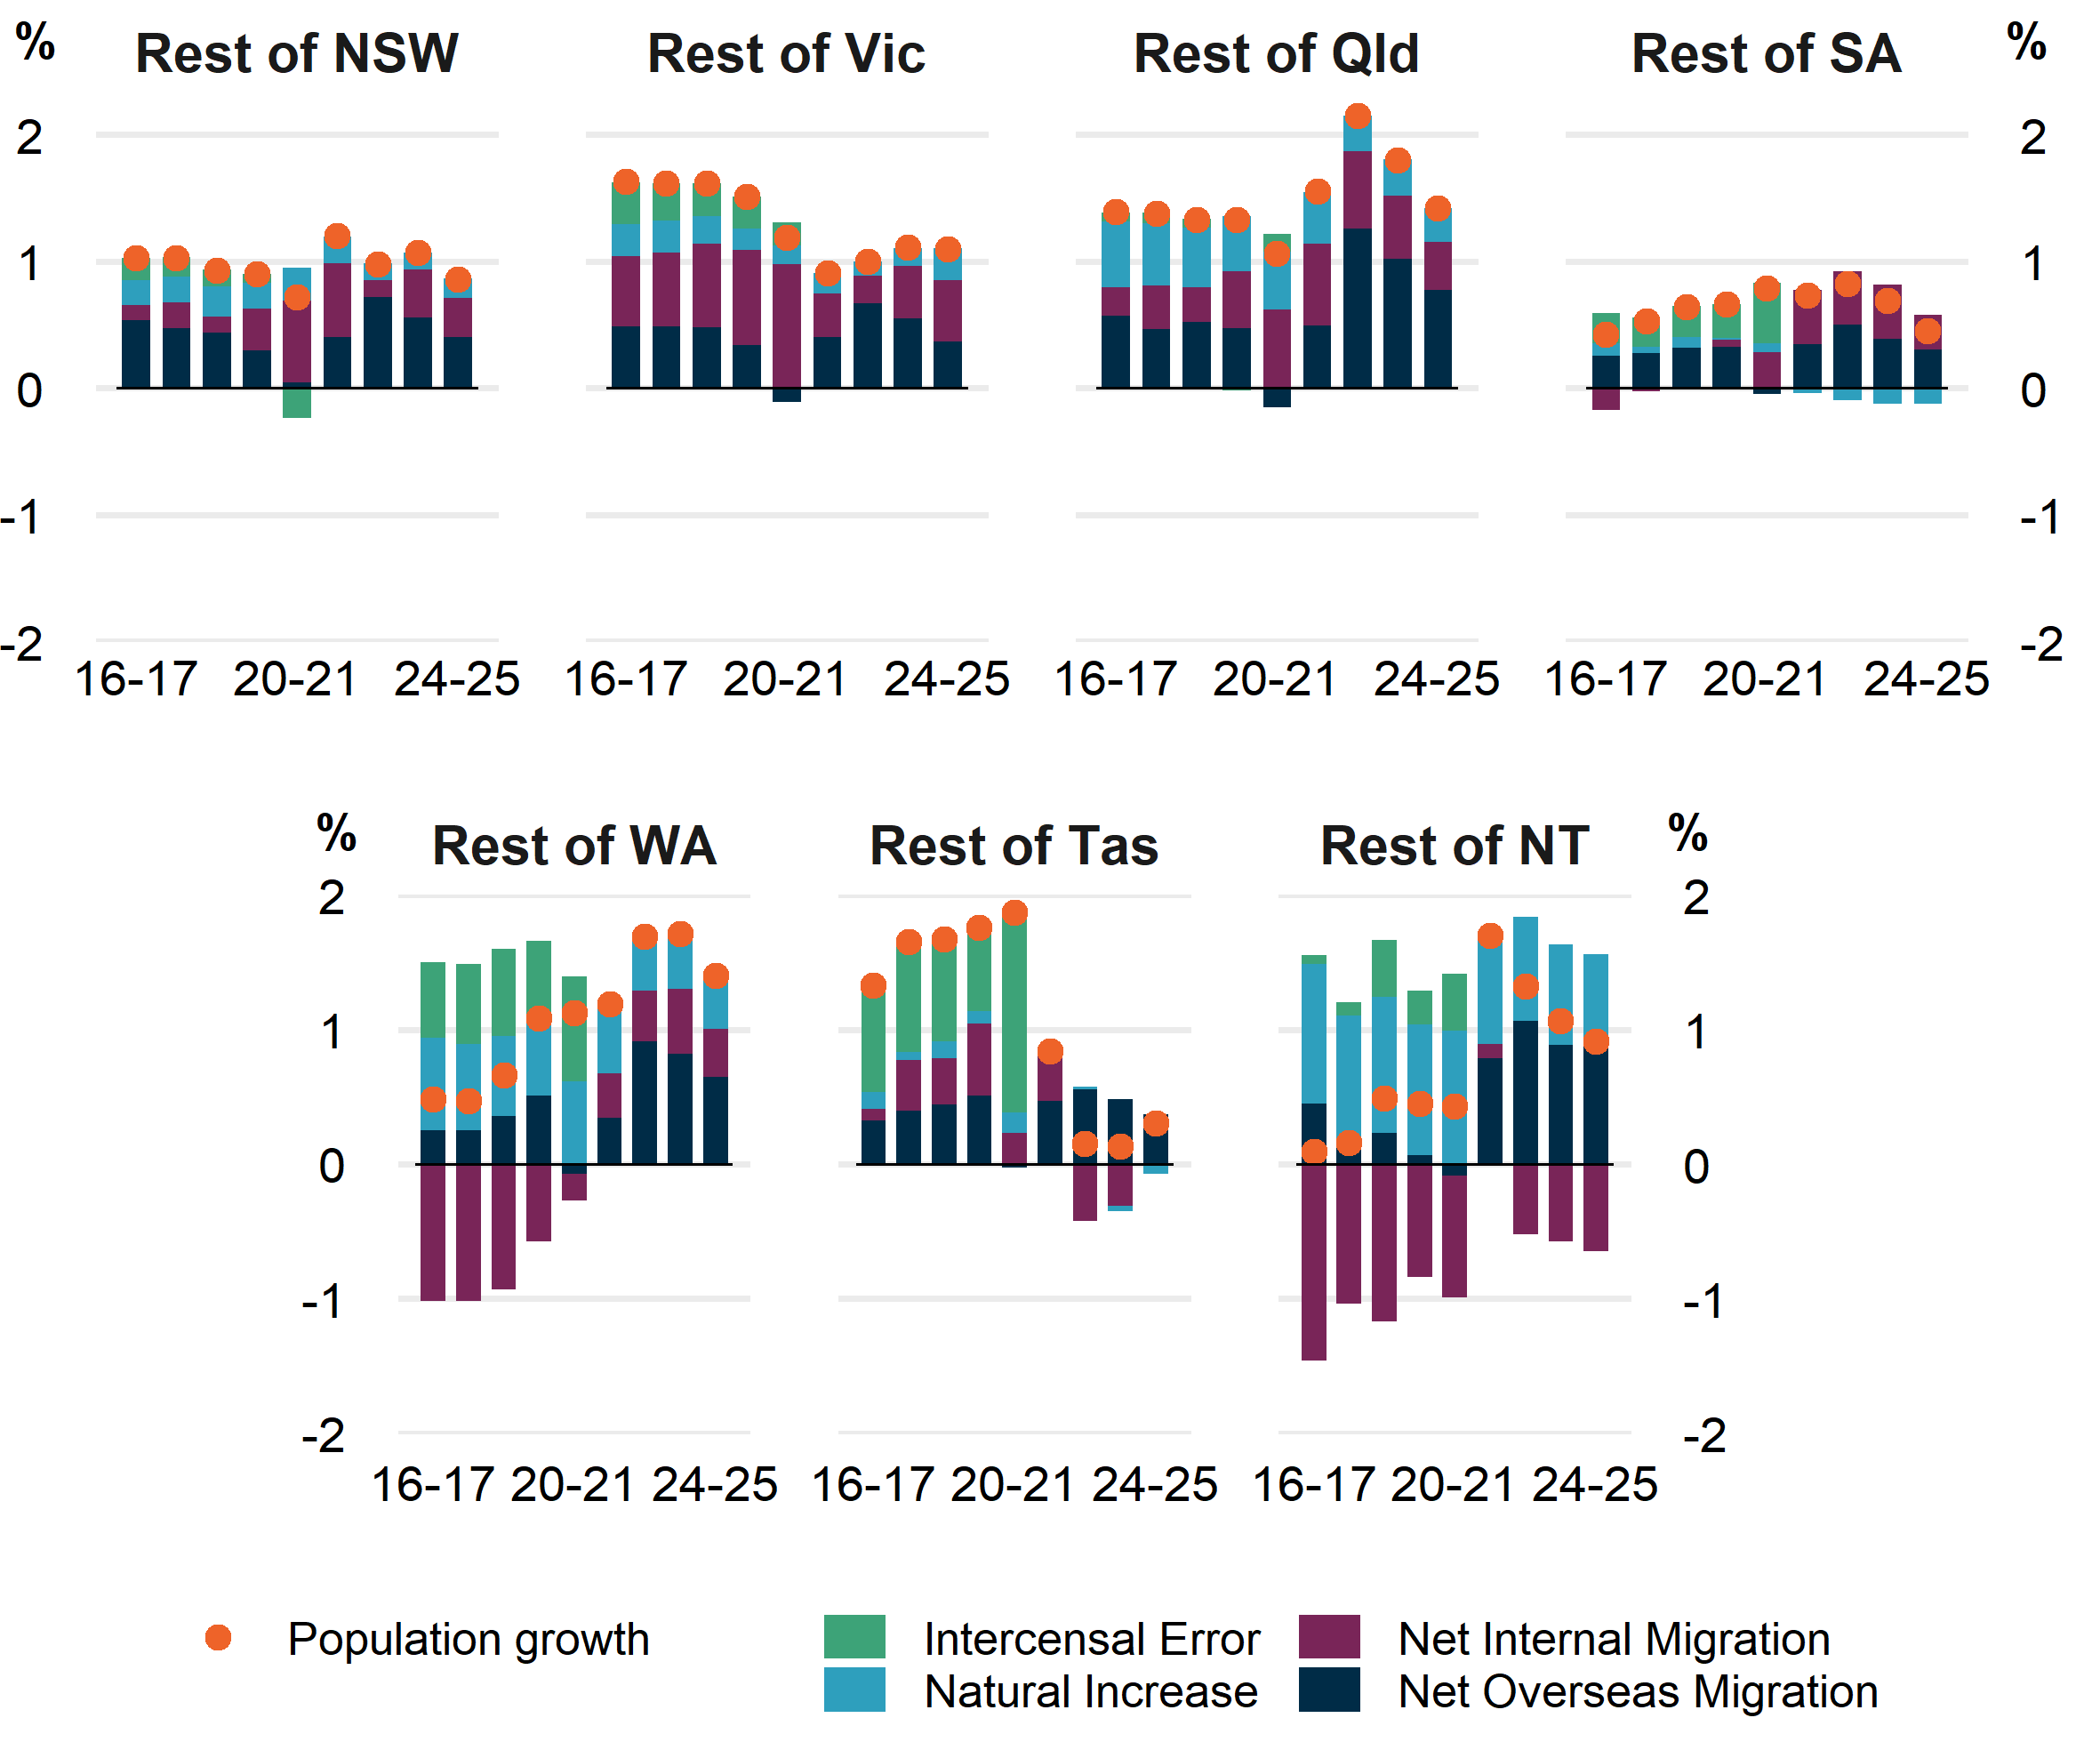 % Rest of NSW Rest of Vic Rest of Qld Rest of SA %
2 2
1 1
0 0
-1 -1
-2 -2
16-17 20-21 24-25 16-17 20-21 24-25 16-17 20-21 24-25 16-17 20-21 24-25
% Rest of WA Rest of Tas Rest of NT %
2 2
1 1
0 0
-1 -1
-2 -2
16-17 20-21 24-25 16-17 20-21 24-25 16-17 20-21 24-25
Population growth Intercensal Error Net Internal Migration
Natural Increase Net Overseas Migration